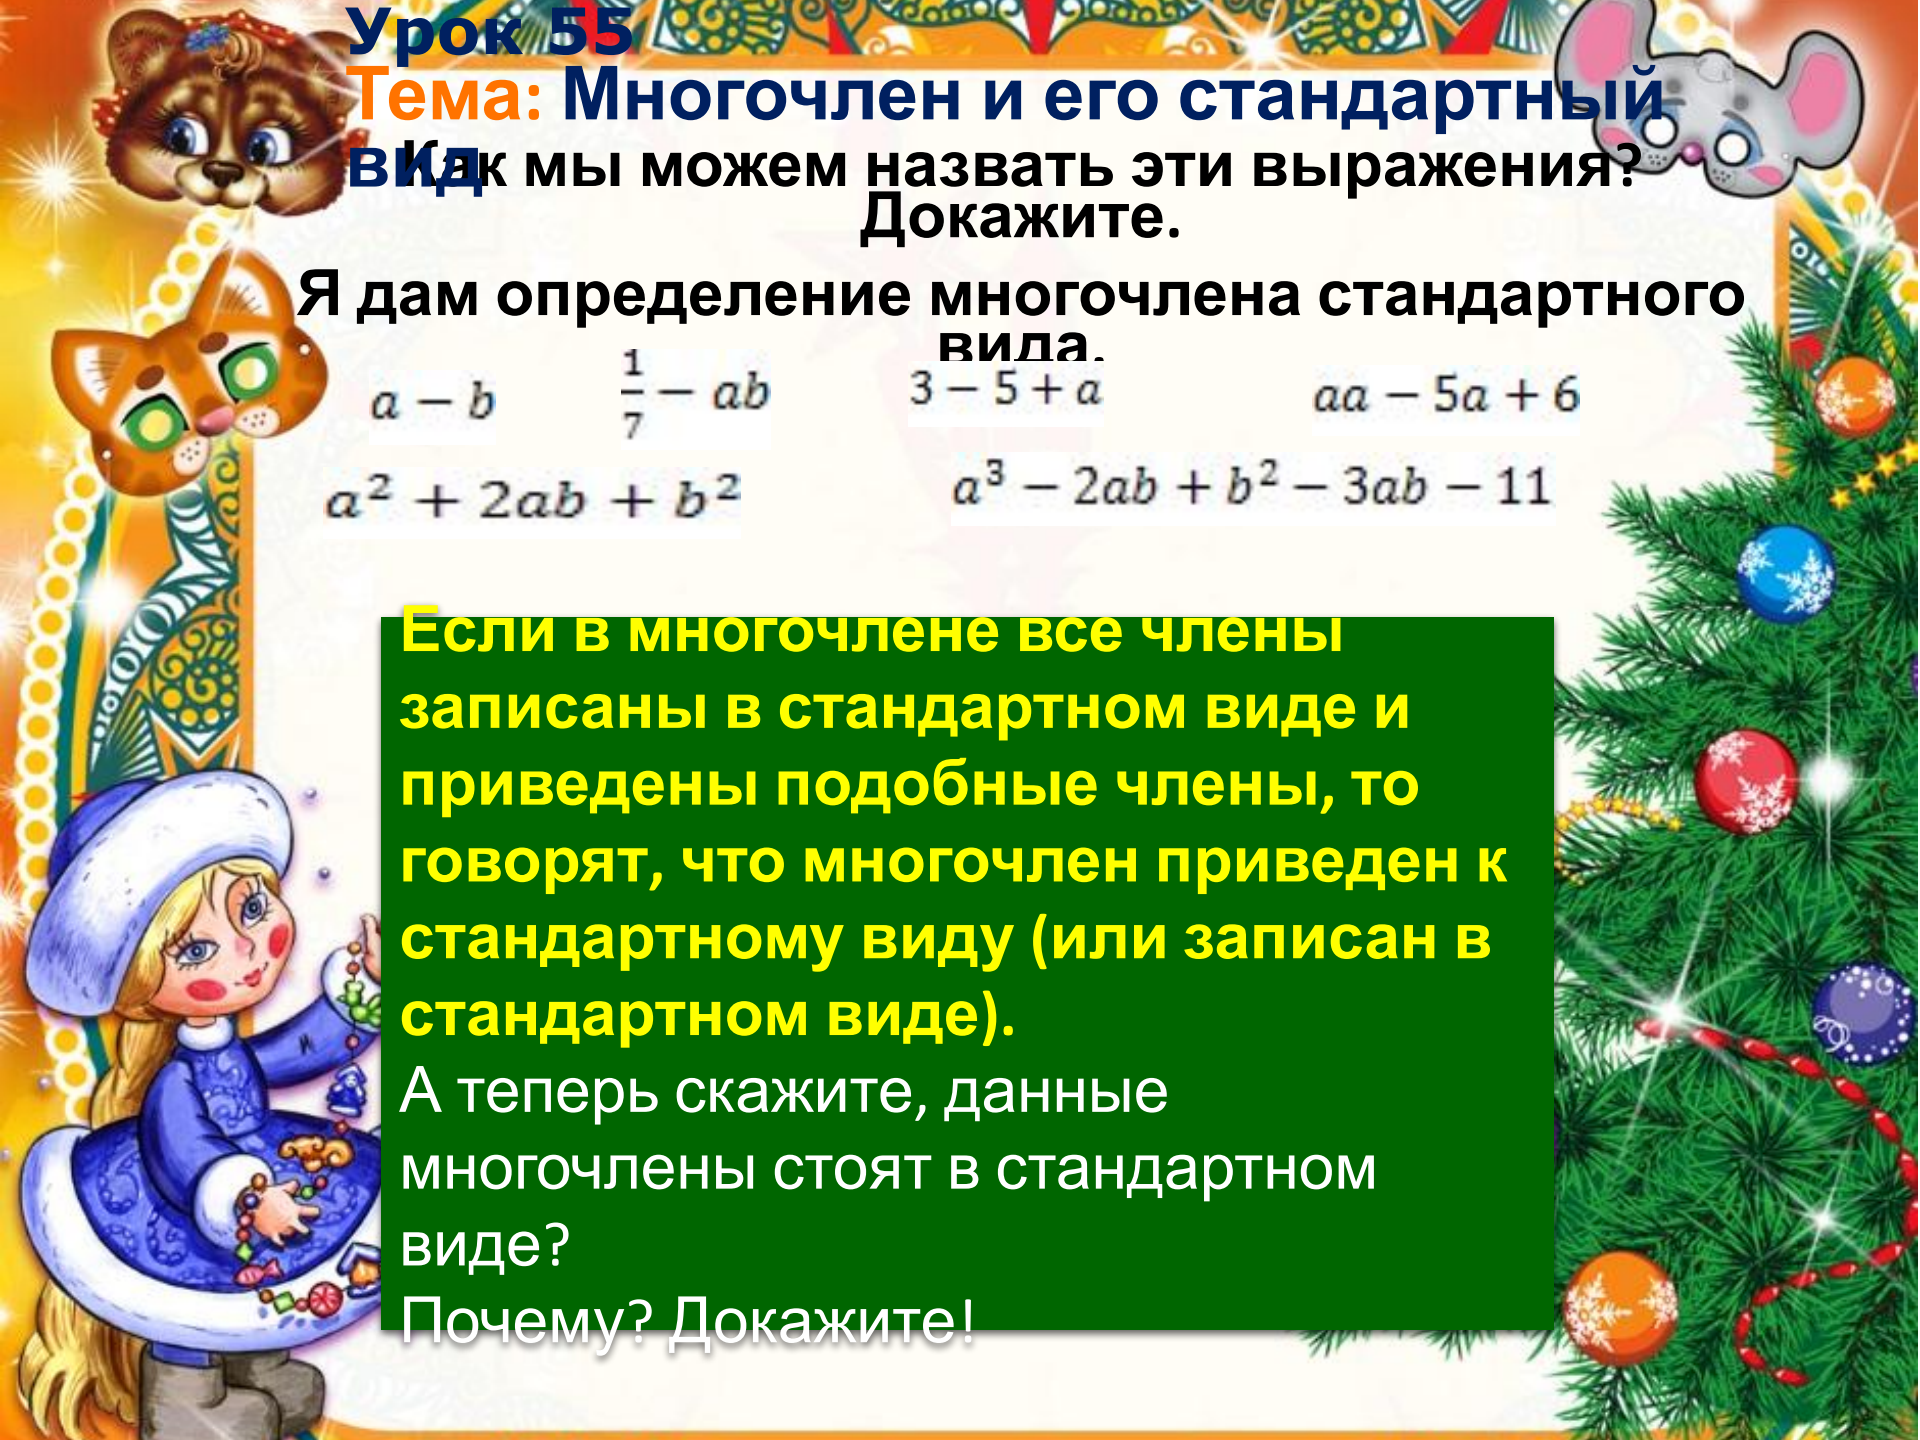 Урок 55
Тема: Многочлен и его стандартный
вид
Как мы можем назвать эти выражения?
Докажите.
Я дам определение многочлена стандартного
вида.
a − b
1/7 − ab
3 − 5 + a
aa − 5a + 6
a² + 2ab + b²
a³ − 2ab + b² − 3ab − 11
Если в многочлене все члены
записаны в стандартном виде и
приведены подобные члены, то
говорят, что многочлен приведен к
стандартному виду (или записан в
стандартном виде).
А теперь скажите, данные
многочлены стоят в стандартном
виде?
Почему? Докажите!